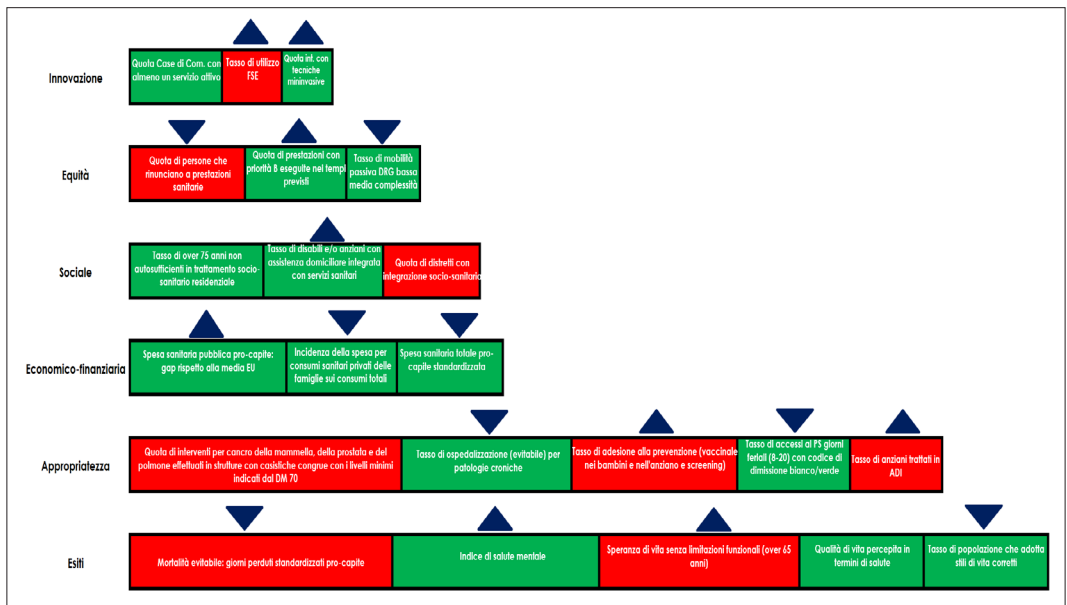 Innovazione
Quota Case di Com. con
almeno un servizio attivo
Tasso di utilizzo
FSE
Quota int. con
tecniche
mininvasive
Equità
Quota di persone che
rinunciano a prestazioni
sanitarie
Quota di prestazioni con
priorità B eseguite nei tempi
previsti
Tasso di mobilità
passiva DRG bassa
media complessità
Sociale
Tasso di over 75 anni non
autosufficienti in trattamento socio-
sanitario residenziale
Tasso di disabili e/o anziani con
assistenza domiciliare integrata
con servizi sanitari
Quota di distretti con
integrazione socio-sanitaria
Economico-finanziaria
Spesa sanitaria pubblica pro-capite:
gap rispetto alla media EU
Incidenza della spesa per
consumi sanitari privati delle
famiglie sui consumi totali
Spesa sanitaria totale pro-
capite standardizzata
Appropriatezza
Quota di interventi per cancro della mammella, della prostata e del
polmone effettuati in strutture con casistiche congrue con i livelli minimi
indicati dal DM 70
Tasso di ospedalizzazione (evitabile) per
patologie croniche
Tasso di adesione alla prevenzione (vaccinale
nei bambini e nell'anziano e screening)
Tasso di accessi al PS giorni
feriali (8-20) con codice di
dimissione bianco/verde
Tasso di anziani trattati in
ADI
Esiti
Mortalità evitabile: giorni perduti standardizzati pro-capite
Indice di salute mentale
Speranza di vita senza limitazioni funzionali (over 65
anni)
Qualità di vita percepita in
termini di salute
Tasso di popolazione che adotta
stili di vita corretti